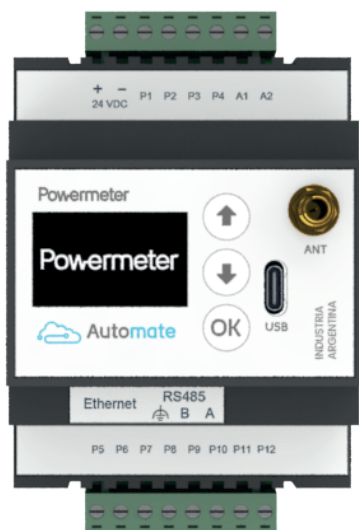 + - P1 P2 P3 P4 A1 A2
24 VDC
Powermeter
Powermeter
Automate
OK
ANT
USB
INDUSTRIA
ARGENTINA
Ethernet RS485
B A
P5 P6 P7 P8 P9 P10 P11 P12